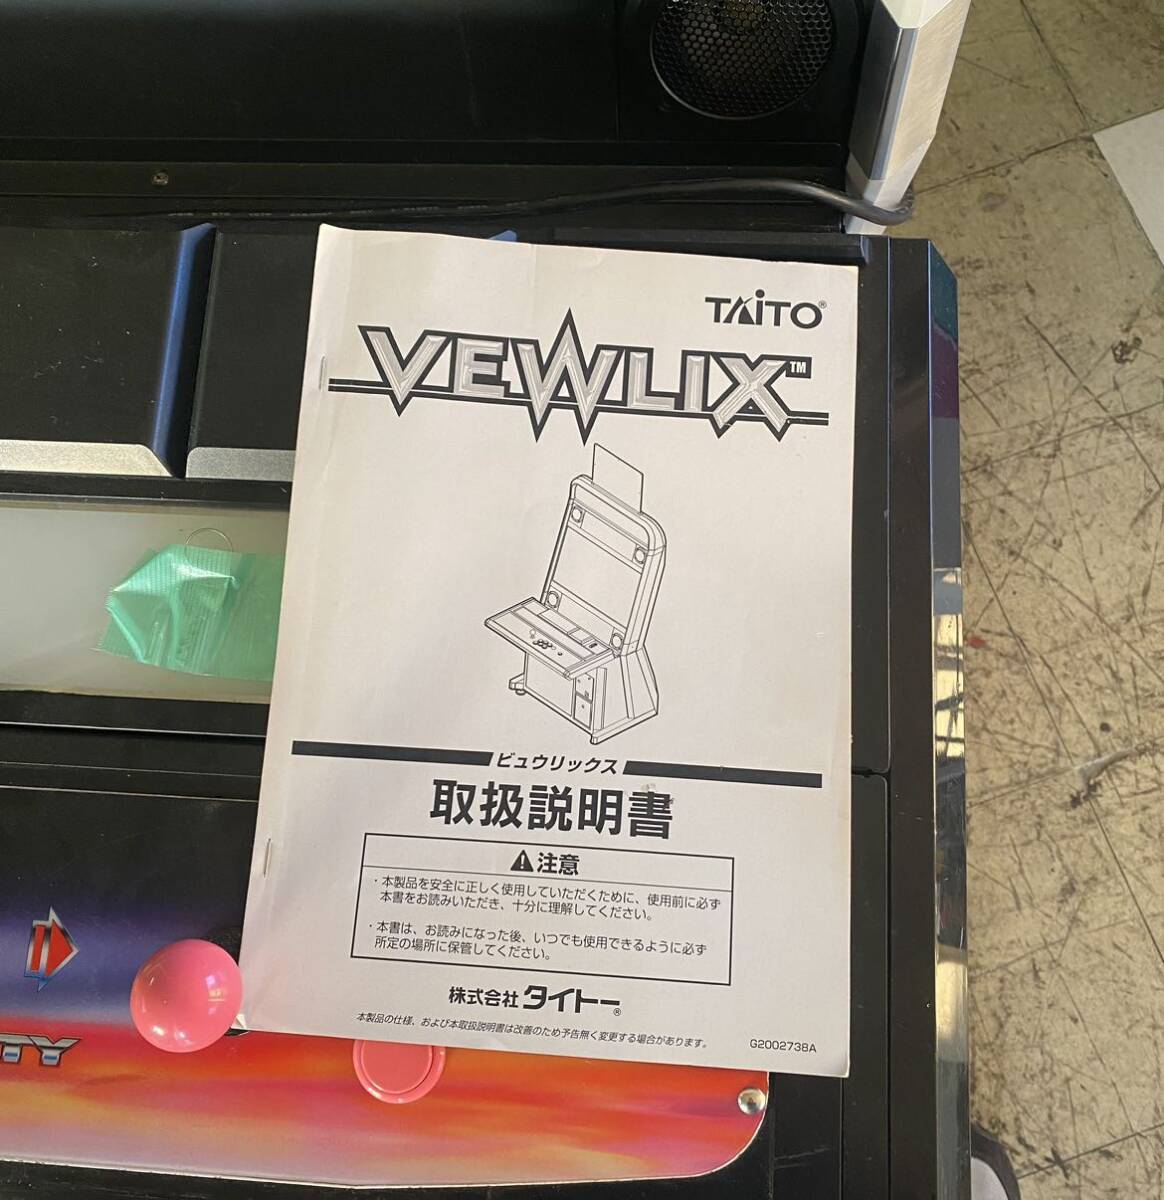 TAiTO®
VEWLIX™
ビュウリックス
取扱説明書
注意
・本製品を安全に正しく使用していただくために、使用前に必ず
本書をお読みいただき、十分に理解してください。
・本書は、お読みになった後、いつでも使用できるように必ず
所定の場所に保管してください。
株式会社 タイトー®
本製品の仕様、および本取扱説明書は改善のため予告無く変更する場合があります。
G2002738A